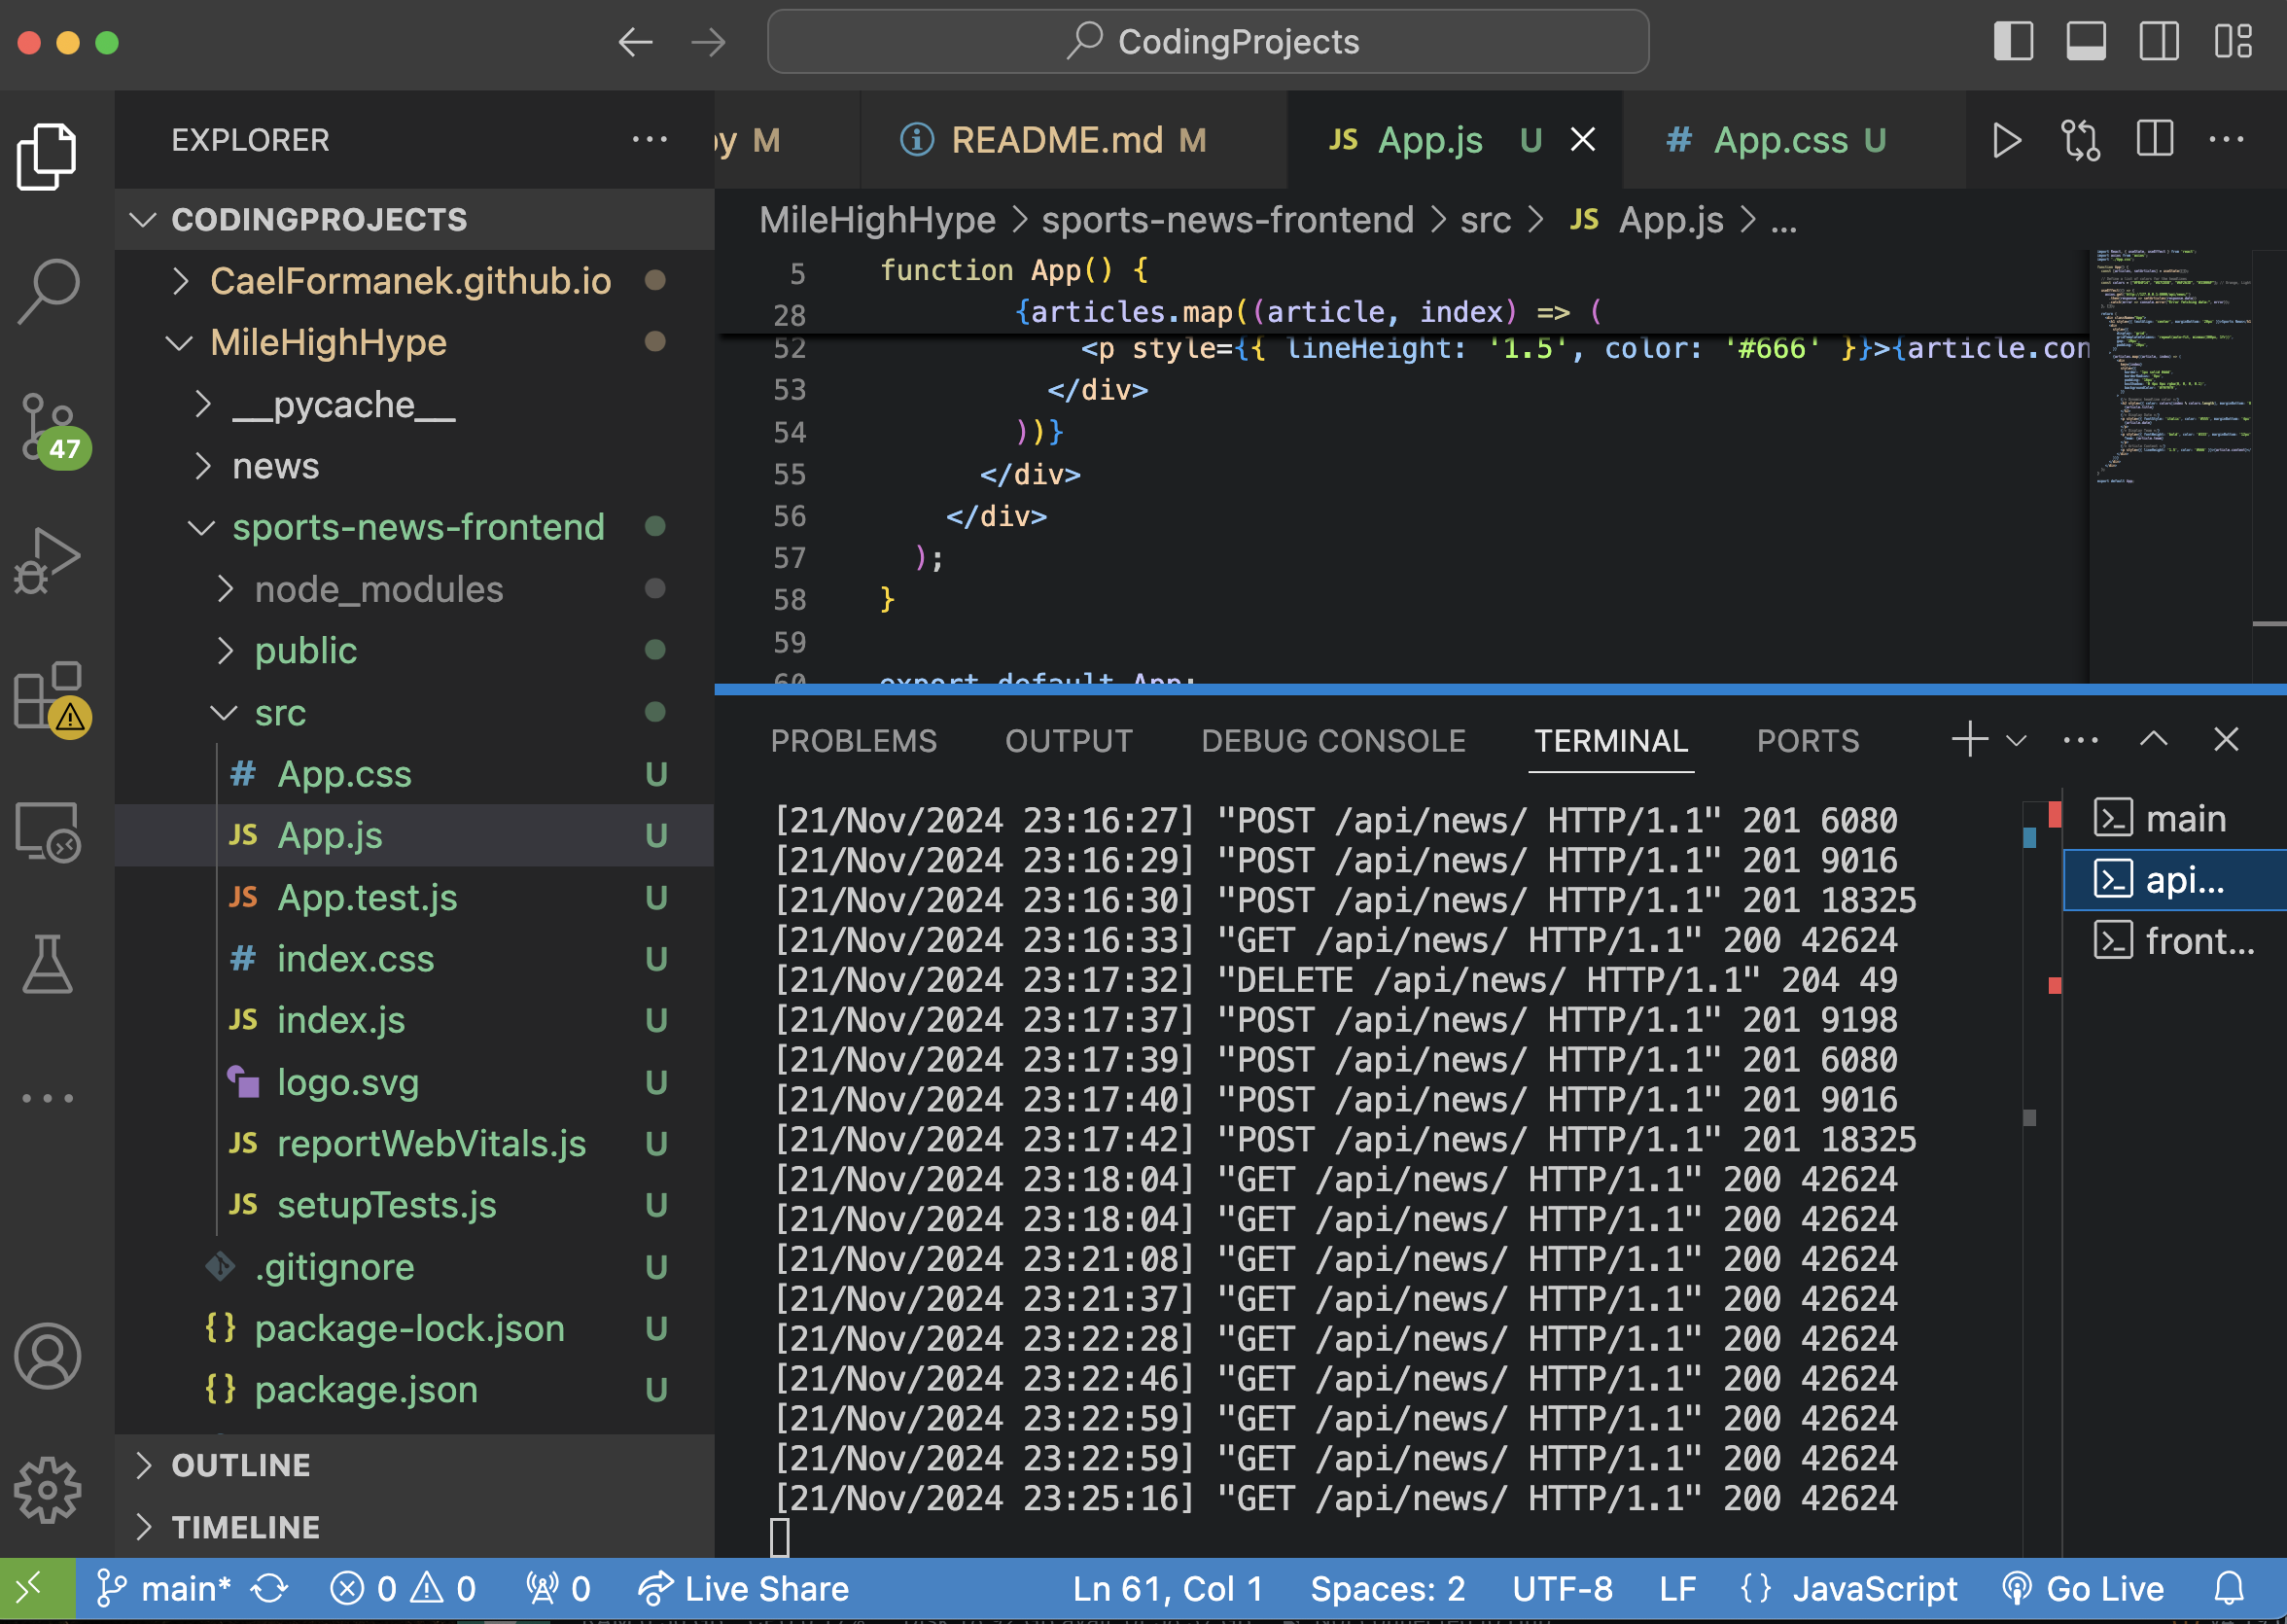 CodingProjects
EXPLORER
CODINGPROJECTS
CaelFormanek.github.io
MileHighHype
__pycache__
news
sports-news-frontend
node_modules
public
src
App.css U
App.js U
App.test.js U
index.css U
index.js U
logo.svg U
reportWebVitals.js U
setupTests.js U
.gitignore U
package-lock.json U
package.json U
OUTLINE
TIMELINE
47
py M
README.md M
JS App.js U
# App.css U
MileHighHype > sports-news-frontend > src > JS App.js > ...
5 function App() {
28 {articles.map((article, index) => (
52 <p style={{ lineHeight: '1.5', color: '#666' }}>{article.con
53 </div>
54 ))}
55 </div>
56 </div>
57 );
58 }
59
60 export default App;
PROBLEMS OUTPUT DEBUG CONSOLE TERMINAL PORTS
[21/Nov/2024 23:16:27] "POST /api/news/ HTTP/1.1" 201 6080
[21/Nov/2024 23:16:29] "POST /api/news/ HTTP/1.1" 201 9016
[21/Nov/2024 23:16:30] "POST /api/news/ HTTP/1.1" 201 18325
[21/Nov/2024 23:16:33] "GET /api/news/ HTTP/1.1" 200 42624
[21/Nov/2024 23:17:32] "DELETE /api/news/ HTTP/1.1" 204 49
[21/Nov/2024 23:17:37] "POST /api/news/ HTTP/1.1" 201 9198
[21/Nov/2024 23:17:39] "POST /api/news/ HTTP/1.1" 201 6080
[21/Nov/2024 23:17:40] "POST /api/news/ HTTP/1.1" 201 9016
[21/Nov/2024 23:17:42] "POST /api/news/ HTTP/1.1" 201 18325
[21/Nov/2024 23:18:04] "GET /api/news/ HTTP/1.1" 200 42624
[21/Nov/2024 23:18:04] "GET /api/news/ HTTP/1.1" 200 42624
[21/Nov/2024 23:21:08] "GET /api/news/ HTTP/1.1" 200 42624
[21/Nov/2024 23:21:37] "GET /api/news/ HTTP/1.1" 200 42624
[21/Nov/2024 23:22:28] "GET /api/news/ HTTP/1.1" 200 42624
[21/Nov/2024 23:22:46] "GET /api/news/ HTTP/1.1" 200 42624
[21/Nov/2024 23:22:59] "GET /api/news/ HTTP/1.1" 200 42624
[21/Nov/2024 23:22:59] "GET /api/news/ HTTP/1.1" 200 42624
[21/Nov/2024 23:25:16] "GET /api/news/ HTTP/1.1" 200 42624
main
api...
front...
main* 0 0 0 Live Share Ln 61, Col 1 Spaces: 2 UTF-8 LF {} JavaScript Go Live